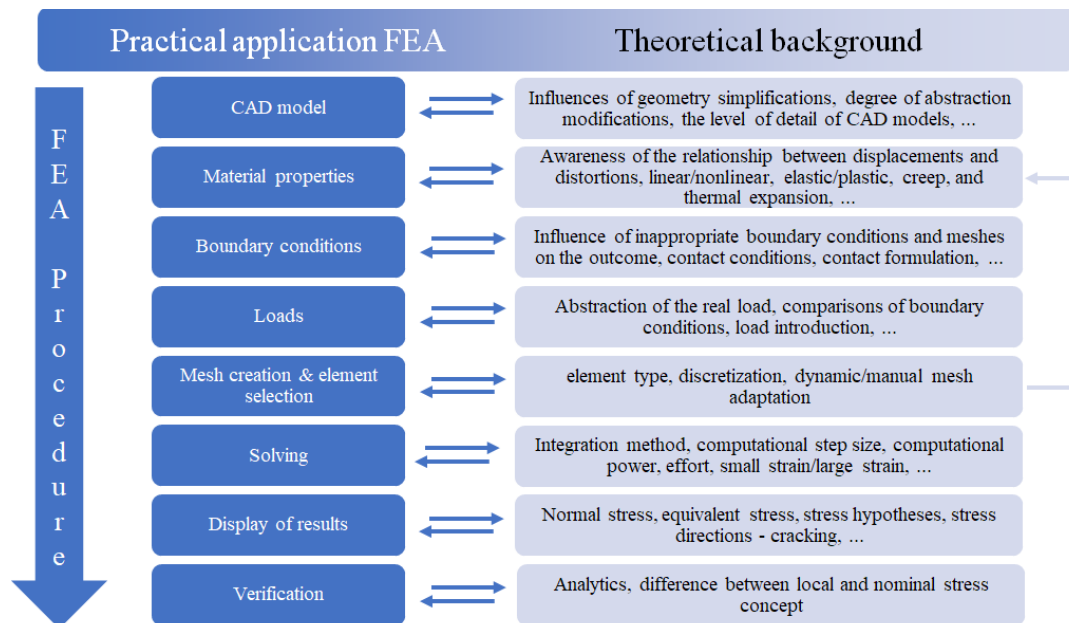 Practical application FEA
Theoretical background
FEA Procedure
CAD model
Influences of geometry simplifications, degree of abstraction
modifications, the level of detail of CAD models, ...
Material properties
Awareness of the relationship between displacements and
distortions, linear/nonlinear, elastic/plastic, creep, and
thermal expansion, ...
Boundary conditions
Influence of inappropriate boundary conditions and meshes
on the outcome, contact conditions, contact formulation, ...
Loads
Abstraction of the real load, comparisons of boundary
conditions, load introduction, ...
Mesh creation & element
selection
element type, discretization, dynamic/manual mesh
adaptation
Solving
Integration method, computational step size, computational
power, effort, small strain/large strain, ...
Display of results
Normal stress, equivalent stress, stress hypotheses, stress
directions - cracking, ...
Verification
Analytics, difference between local and nominal stress
concept